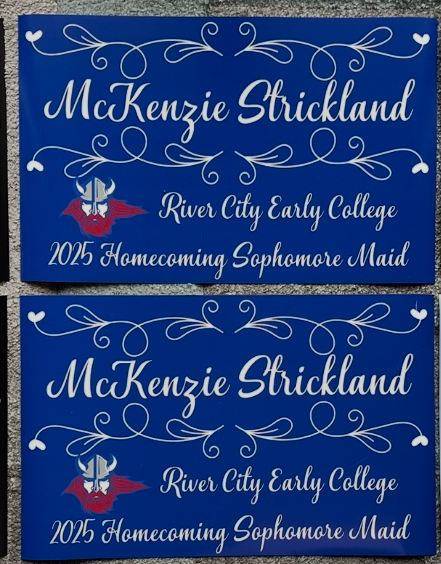 McKenzie Strickland
River City Early College
2025 Homecoming Sophomore Maid
McKenzie Strickland
River City Early College
2025 Homecoming Sophomore Maid